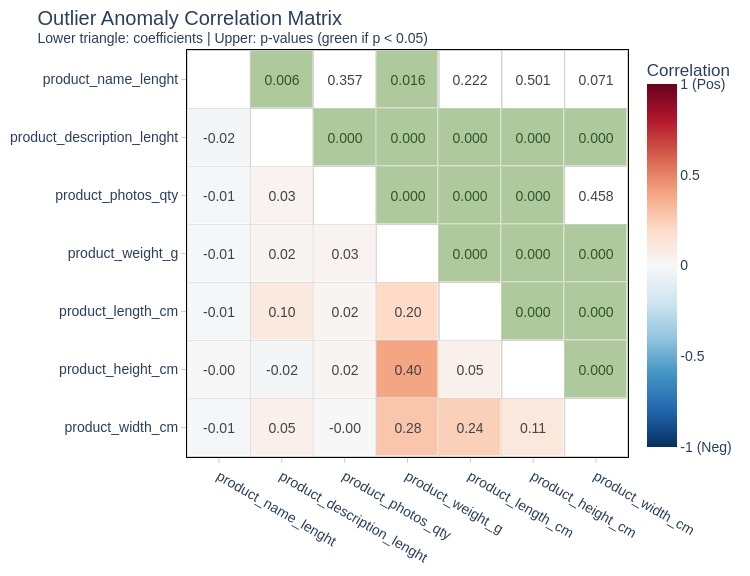 Outlier Anomaly Correlation Matrix
Lower triangle: coefficients | Upper: p-values (green if p < 0.05)
Correlation
product_name_lenght 0.006 0.357 0.016 0.222 0.501 0.071
product_description_lenght -0.02 0.000 0.000 0.000 0.000 0.000
product_photos_qty -0.01 0.03 0.000 0.000 0.000 0.458
product_weight_g -0.01 0.02 0.03 0.000 0.000 0.000
product_length_cm -0.01 0.10 0.02 0.20 0.000 0.000
product_height_cm -0.00 -0.02 0.02 0.40 0.05 0.000
product_width_cm -0.01 0.05 -0.00 0.28 0.24 0.11
1 (Pos)
0.5
0
-0.5
-1 (Neg)
product_name_lenght
product_description_lenght
product_photos_qty
product_weight_g
product_length_cm
product_height_cm
product_width_cm